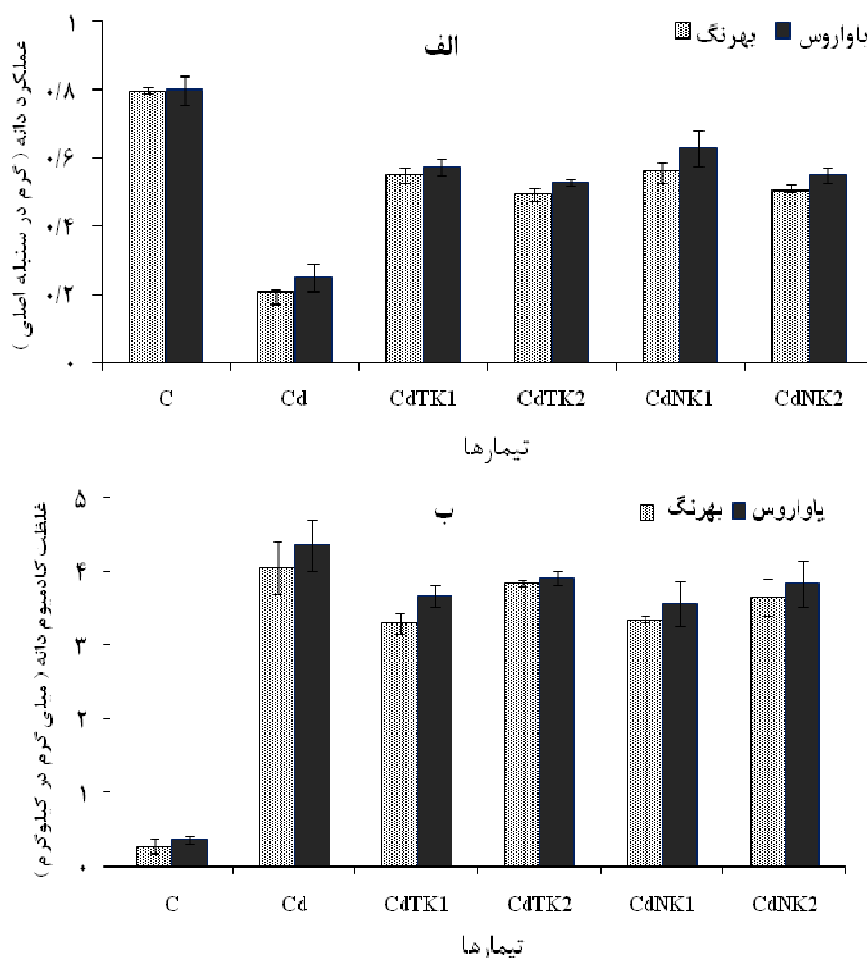 الف
بهرنگ
یاواروس
عملکرد دانه ( گرم در سنبله اصلی )
۱
۰/۸
۰/۶
۰/۴
۰/۲
۰
C Cd CdTK1 CdTK2 CdNK1 CdNK2
تیمارها
ب
بهرنگ
یاواروس
غلظت کادمیوم دانه ( میلی گرم در کیلوگرم )
۵
۴
۳
۲
۱
۰
C Cd CdTK1 CdTK2 CdNK1 CdNK2
تیمارها